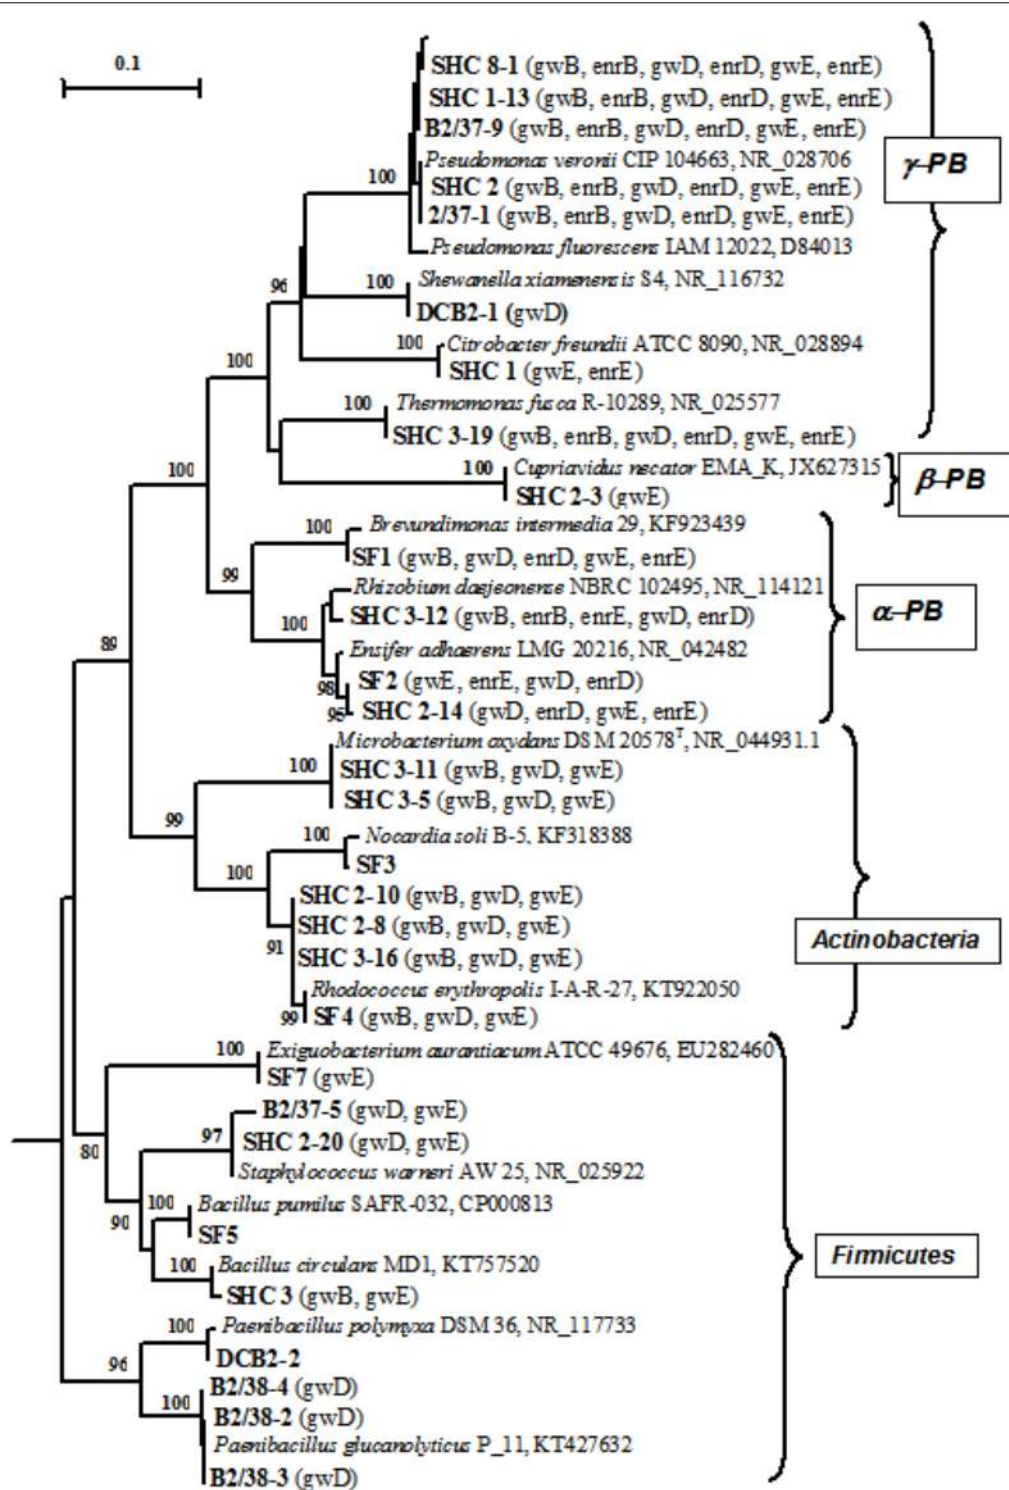 0.1
SHC 8-1 (gwB, enrB, gwD, enrD, gwE, enrE)
SHC 1-13 (gwB, enrB, gwD, enrD, gwE, enrE)
B2/37-9 (gwB, enrB, gwD, enrD, gwE, enrE)
Pseudomonas veronii CIP 104663, NR_028706
100
γ-PB
SHC 2 (gwB, enrB, gwD, enrD, gwE, enrE)
2/37-1 (gwB, enrB, gwD, enrD, gwE, enrE)
Pseudomonas fluorescens IAM 12022, D84013
96
100
Shewanella xiamenensis S4, NR_116732
DCB2-1 (gwD)
100
Citrobacter freundii ATCC 8090, NR_028894
100
SHC 1 (gwE, enrE)
100
Thermomonas fusca R-10289, NR_025577
SHC 3-19 (gwB, enrB, gwD, enrD, gwE, enrE)
100
100
Cupriavidus necator EMA_K, JX627315
β-PB
SHC 2-3 (gwE)
100
Brevundimonas intermedia 29, KF923439
SF1 (gwB, gwD, enrD, gwE, enrE)
99
Rhizobium daejeonense NBRC 102495, NR_114121
α-PB
SHC 3-12 (gwB, enrB, enrE, gwD, enrD)
100
89
Ensifer adhaerens LMG 20216, NR_042482
98
SF2 (gwE, enrE, gwD, enrD)
95
SHC 2-14 (gwD, enrD, gwE, enrE)
Microbacterium oxydans DSM 20578T, NR_044931.1
100
SHC 3-11 (gwB, gwD, gwE)
SHC 3-5 (gwB, gwD, gwE)
99
100
Nocardia soli B-5, KF318388
SF3
100
SHC 2-10 (gwB, gwD, gwE)
SHC 2-8 (gwB, gwD, gwE)
Actinobacteria
91
SHC 3-16 (gwB, gwD, gwE)
Rhodococcus erythropolis I-A-R-27, KT922050
99
SF4 (gwB, gwD, gwE)
100
Exiguobacterium aurantiacum ATCC 49676, EU282460
SF7 (gwE)
B2/37-5 (gwD, gwE)
80
97
SHC 2-20 (gwD, gwE)
Staphylococcus warneri AW 25, NR_025922
90
100
Bacillus pumilus SAFR-032, CP000813
SF5
Firmicutes
100
Bacillus circulans MD1, KT757520
SHC 3 (gwB, gwE)
100
Paenibacillus polymyxa DSM 36, NR_117733
96
DCB2-2
B2/38-4 (gwD)
100
B2/38-2 (gwD)
Paenibacillus glucanolyticus P_11, KT427632
B2/38-3 (gwD)